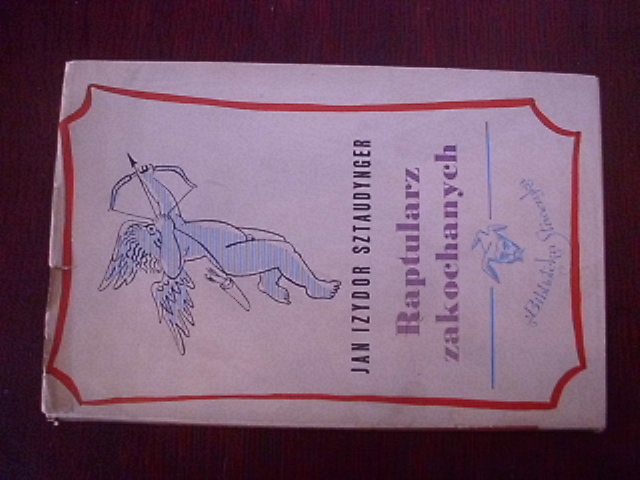 JAN IZYDOR SZTAUDYNGER
Raptularz
zakochanych
Biblioteka Stańczyka